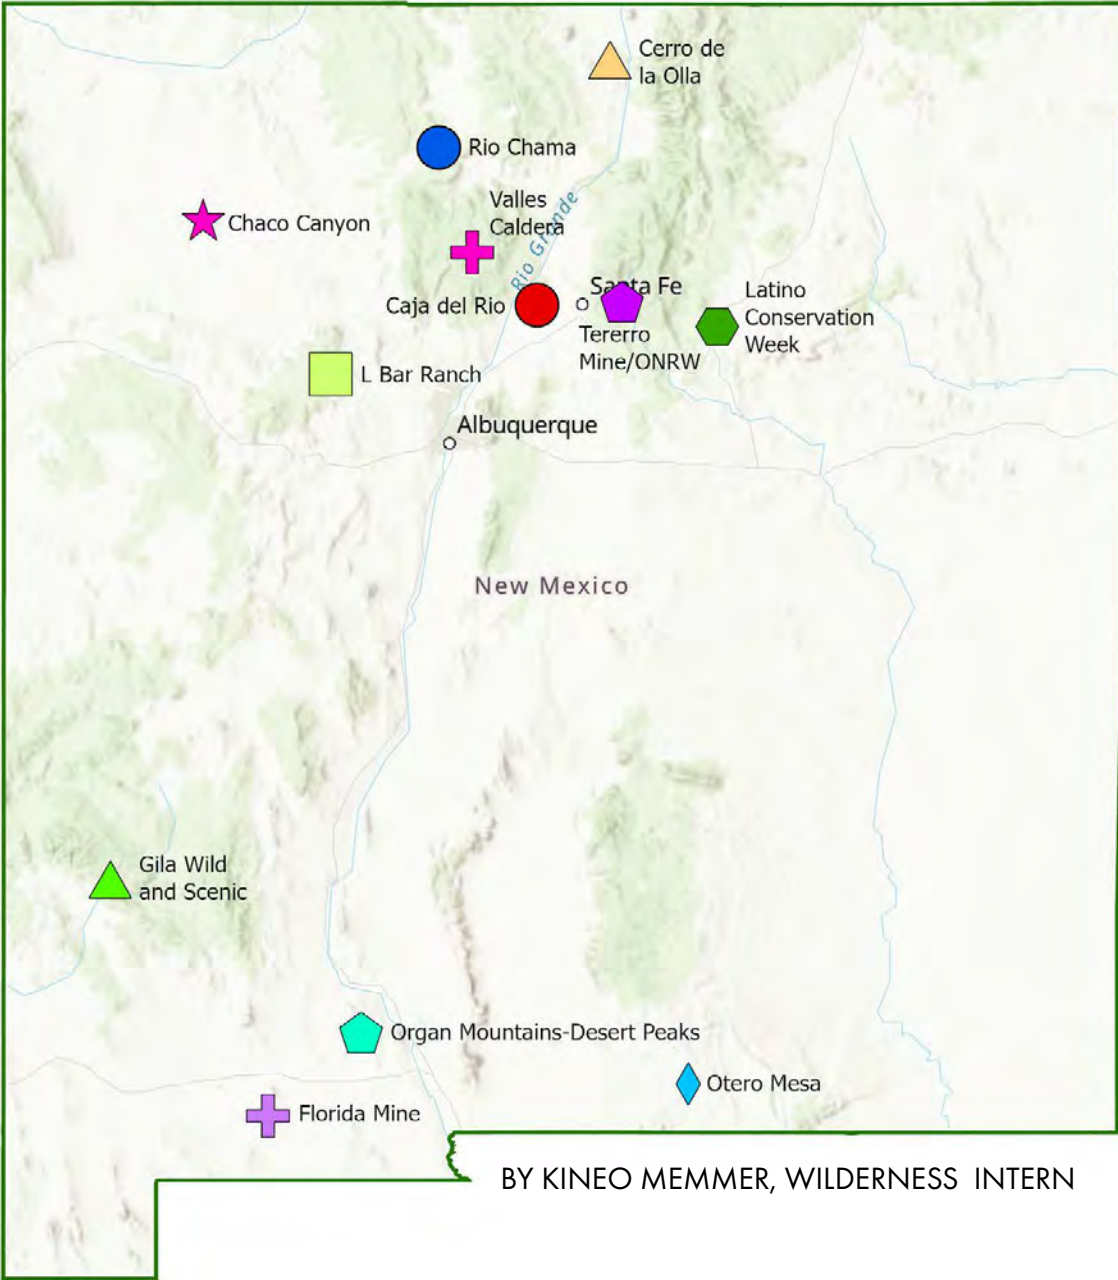 Cerro de
la Olla
Rio Chama
Valles
Caldera
Rio Grande
Chaco Canyon
Santa Fe
Caja del Rio
Latino
Conservation
Week
Tererro
Mine/ONRW
L Bar Ranch
Albuquerque
New Mexico
Gila Wild
and Scenic
Organ Mountains-Desert Peaks
Otero Mesa
Florida Mine
BY KINEO MEMMER, WILDERNESS INTERN